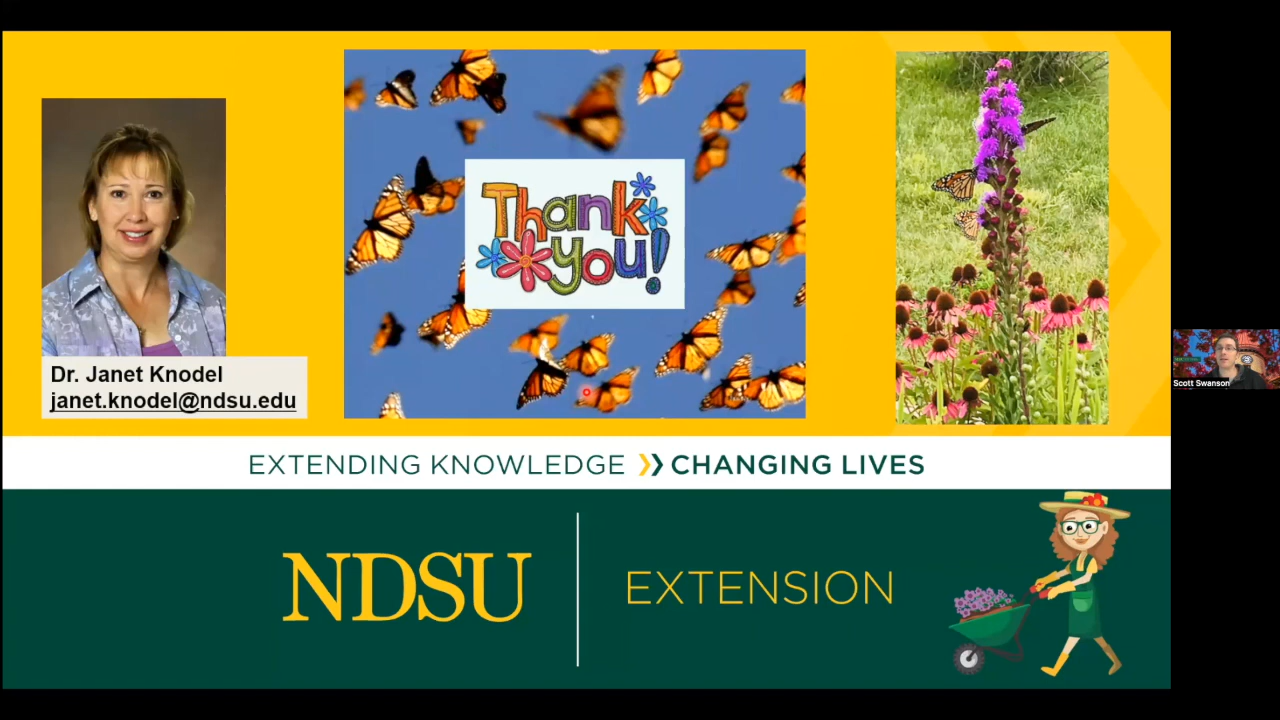 Thank
you!
Dr. Janet Knodel
janet.knodel@ndsu.edu
Scott Swanson
EXTENDING KNOWLEDGE CHANGING LIVES
NDSU
EXTENSION